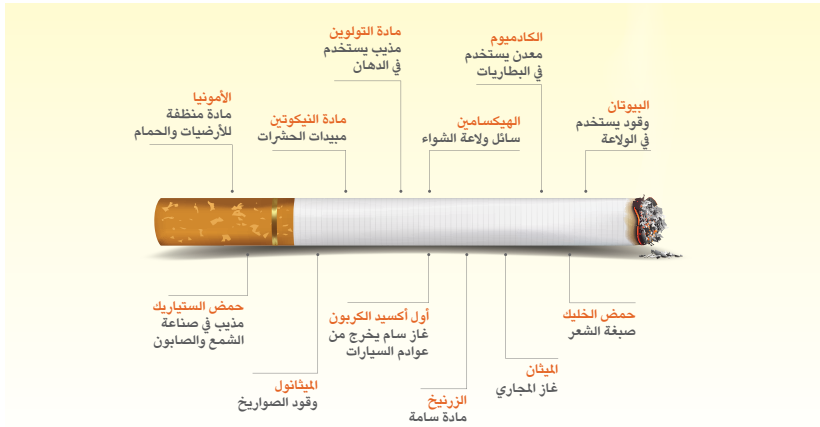 مادة التولوين
مذيب يستخدم
في الدهان
الكادميوم
معدن يستخدم
في البطاريات
الأمونيا
مادة منظفة
للأرضيات والحمام
مادة النيكوتين
مبيدات الحشرات
الهيكسامين
سائل ولاعة الشواء
البيوتان
وقود يستخدم
في الولاعة
حمض الستياريك
مذيب في صناعة
الشمع والصابون
أول أكسيد الكربون
غاز سام يخرج من
عوادم السيارات
حمض الخليك
صبغة الشعر
الميثانول
وقود الصواريخ
الزرنيخ
مادة سامة
الميثان
غاز المجاري